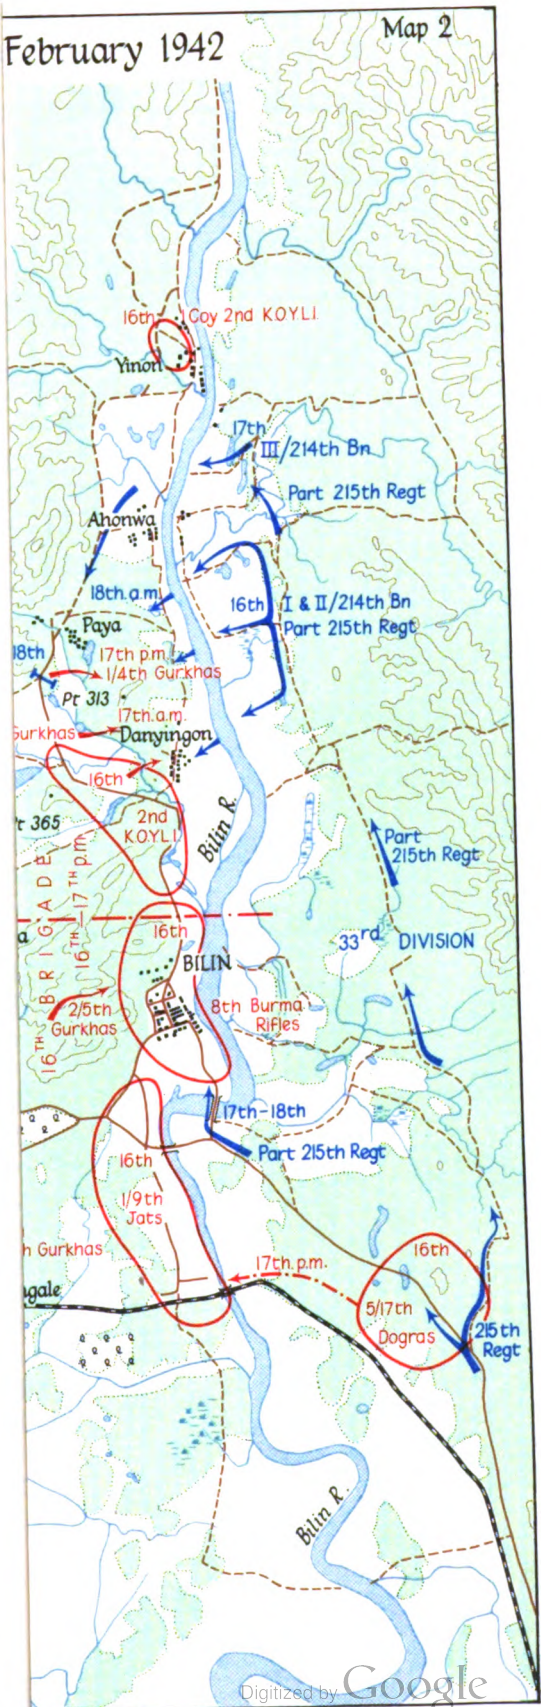 February 1942
Map 2
16th
1 Coy 2nd K.O.Y.L.I.
Yinon
17th
III/214th Bn
Part 215th Regt
Ahonwa
18th. a.m.
16th
I & II/214th Bn
Part 215th Regt
Paya
18th
17th p.m.
1/4th Gurkhas
Pt 313
17th. a.m.
Gurkhas
Danyingon
16th
2nd
K.O.Y.L.I.
Bilin R.
Pt 365
Part
215th Regt
16TH BRIGADE
16TH–17TH p.m.
a
16th
BILIN
33rd DIVISION
2/5th
Gurkhas
8th Burma
Rifles
17th–18th
Part 215th Regt
16th
1/9th
Jats
h Gurkhas
17th. p.m.
16th
5/17th
Dogras
215th
Regt
gale
Bilin R.
Digitized by Google